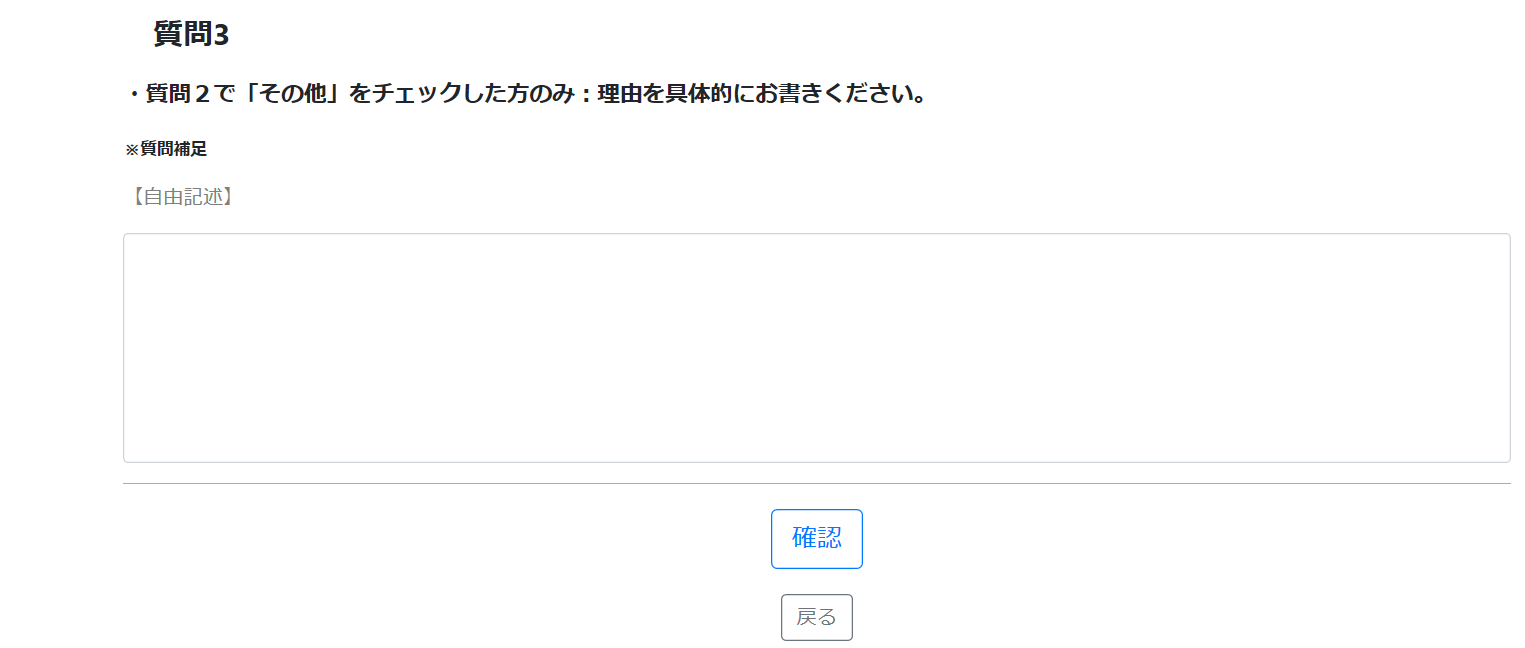 質問3
・質問２で「その他」をチェックした方のみ：理由を具体的にお書きください。
※質問補足
【自由記述】
確認
戻る